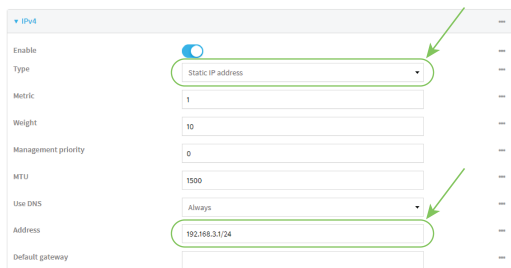 ▼ IPv4
Enable
Type Static IP address
Metric 1
Weight 10
Management priority 0
MTU 1500
Use DNS Always
Address 192.168.3.1/24
Default gateway